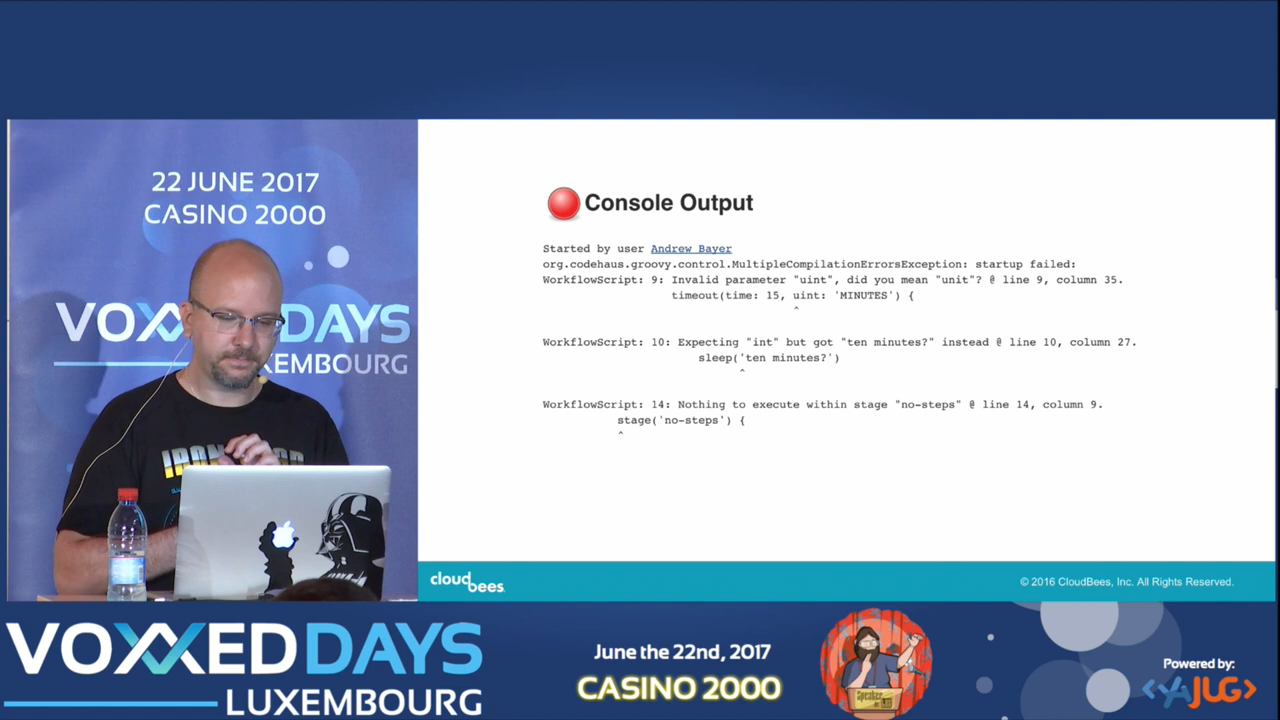 22 JUNE 2017
CASINO 2000
VOXXED DAYS
Console Output
Started by user Andrew Bayer
org.codehaus.groovy.control.MultipleCompilationErrorsException: startup failed:
WorkflowScript: 9: Invalid parameter "uint", did you mean "unit"? @ line 9, column 35.
timeout(time: 15, uint: 'MINUTES') {
^
WorkflowScript: 10: Expecting "int" but got "ten minutes?" instead @ line 10, column 27.
sleep('ten minutes?')
^
WorkflowScript: 14: Nothing to execute within stage "no-steps" @ line 14, column 9.
stage('no-steps') {
^
cloudbees
© 2016 CloudBees, Inc. All Rights Reserved.
VOXXED DAYS
LUXEMBOURG
June the 22nd, 2017
CASINO 2000
Speaker
Powered by:
<YAJUG>